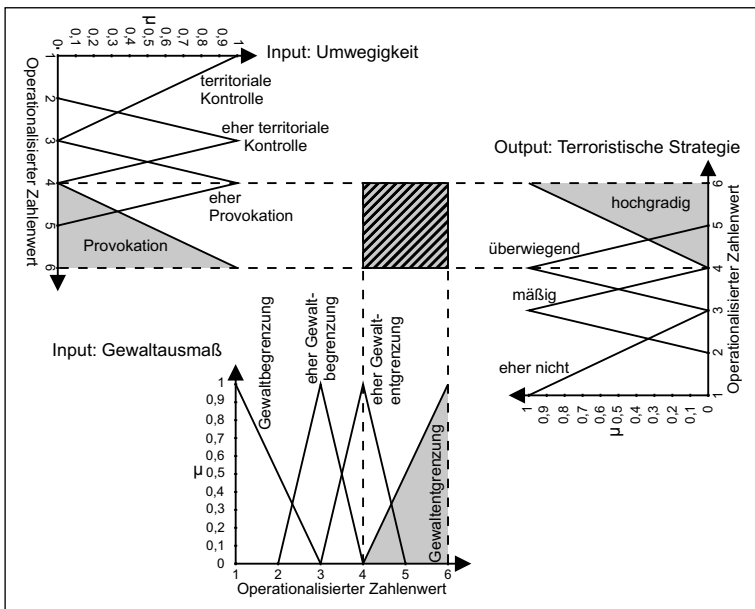 µ
0 0,1 0,2 0,3 0,4 0,5 0,6 0,7 0,8 0,9 1
Input: Umwegigkeit
Operationalisierter Zahlenwert
1
2
3
4
5
6
territoriale
Kontrolle
eher territoriale
Kontrolle
eher
Provokation
Provokation
Output: Terroristische Strategie
hochgradig
überwiegend
mäßig
eher nicht
6
5
4
3
2
1
Operationalisierter Zahlenwert
1 0,9 0,8 0,7 0,6 0,5 0,4 0,3 0,2 0,1 0
µ
Input: Gewaltausmaß
Gewaltbegrenzung
eher Gewalt-
begrenzung
eher Gewalt-
entgrenzung
Gewaltentgrenzung
1
0,9
0,8
0,7
0,6
0,5
0,4
0,3
0,2
0,1
0
µ
1 2 3 4 5 6
Operationalisierter Zahlenwert